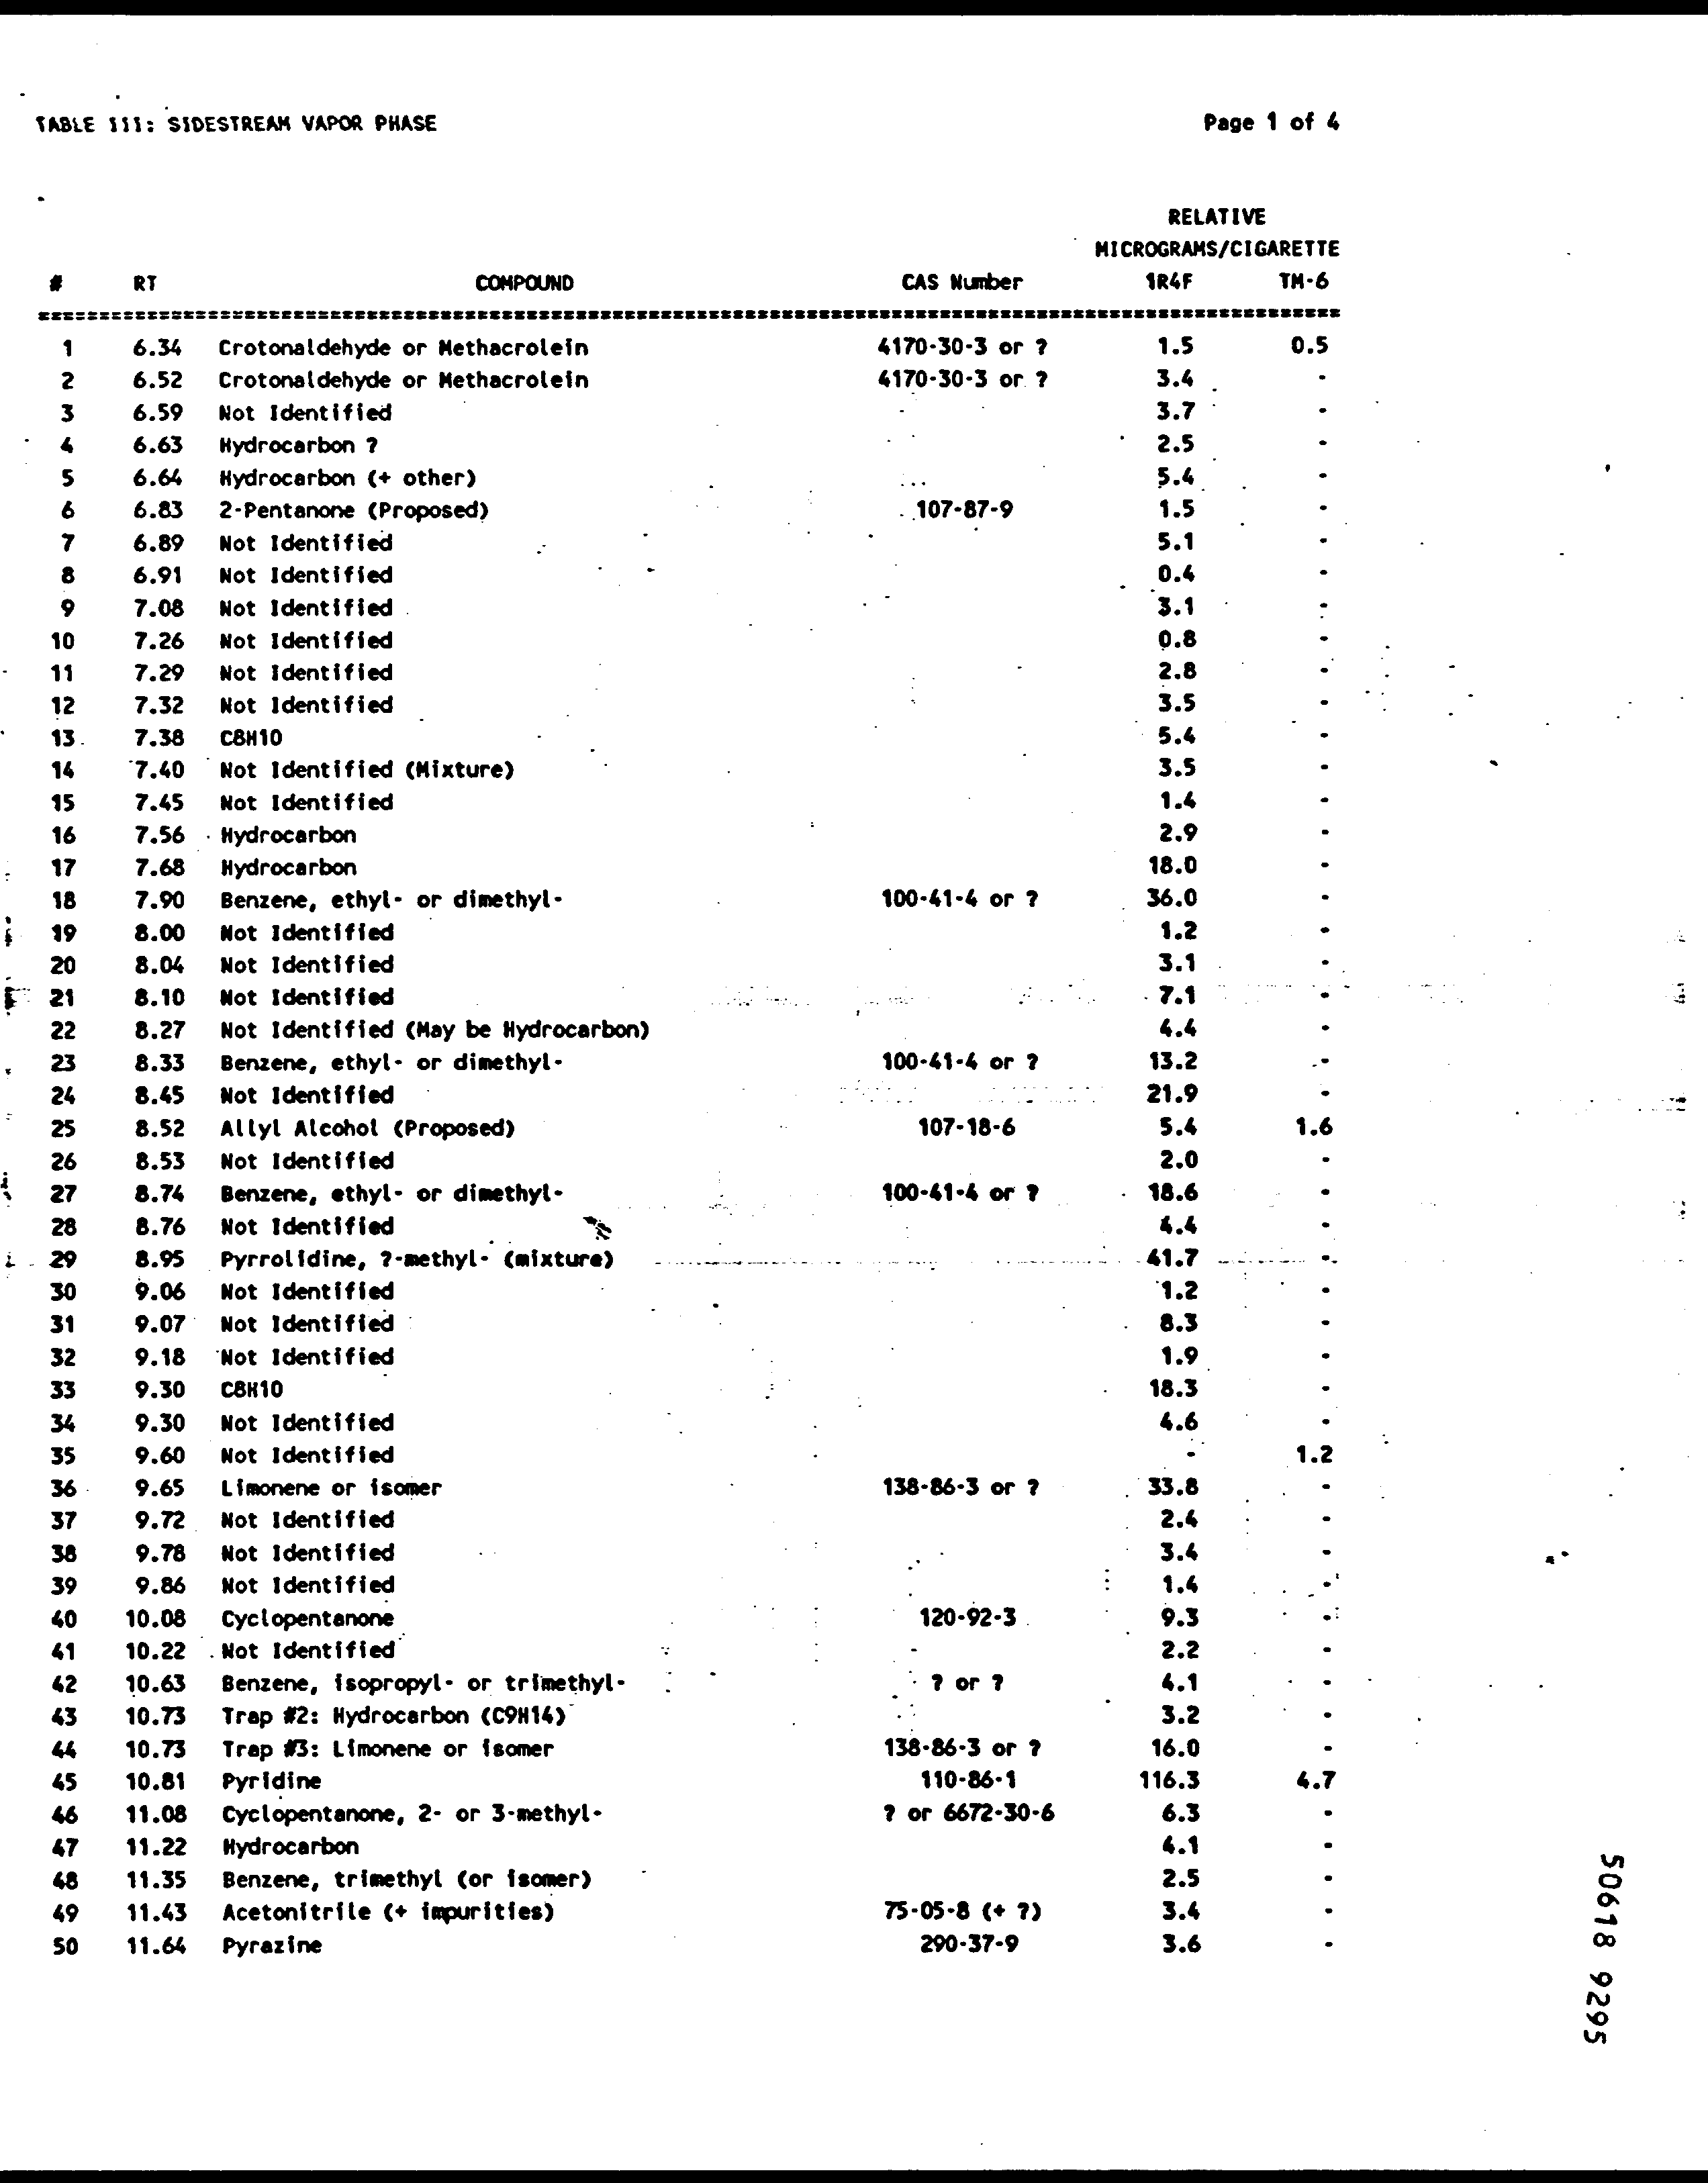 TABLE III: SIDESTREAM VAPOR PHASE Page 1 of 4
RELATIVE
MICROGRAMS/CIGARETTE
# RT COMPOUND CAS Number 1R4F TM-6
1 6.34 Crotonaldehyde or Methacrolein 4170-30-3 or ? 1.5 0.5
2 6.52 Crotonaldehyde or Methacrolein 4170-30-3 or ? 3.4 -
3 6.59 Not Identified 3.7 -
4 6.63 Hydrocarbon ? 2.5 -
5 6.64 Hydrocarbon (+ other) 5.4 -
6 6.83 2-Pentanone (Proposed) 107-87-9 1.5 -
7 6.89 Not Identified 5.1 -
8 6.91 Not Identified 0.4 -
9 7.08 Not Identified 3.1 -
10 7.26 Not Identified 0.8 -
11 7.29 Not Identified 2.8 -
12 7.32 Not Identified 3.5 -
13 7.38 C8H10 5.4 -
14 7.40 Not Identified (Mixture) 3.5 -
15 7.45 Not Identified 1.4 -
16 7.56 Hydrocarbon 2.9 -
17 7.68 Hydrocarbon 18.0 -
18 7.90 Benzene, ethyl- or dimethyl- 100-41-4 or ? 36.0 -
19 8.00 Not Identified 1.2 -
20 8.04 Not Identified 3.1 -
21 8.10 Not Identified 7.1 -
22 8.27 Not Identified (May be Hydrocarbon) 4.4 -
23 8.33 Benzene, ethyl- or dimethyl- 100-41-4 or ? 13.2 -
24 8.45 Not Identified 21.9 -
25 8.52 Allyl Alcohol (Proposed) 107-18-6 5.4 1.6
26 8.53 Not Identified 2.0 -
27 8.74 Benzene, ethyl- or dimethyl- 100-41-4 or ? 18.6 -
28 8.76 Not Identified 4.4 -
29 8.95 Pyrrolidine, ?-methyl- (mixture) 41.7 -
30 9.06 Not Identified 1.2 -
31 9.07 Not Identified 8.3 -
32 9.18 Not Identified 1.9 -
33 9.30 C8H10 18.3 -
34 9.30 Not Identified 4.6 -
35 9.60 Not Identified - 1.2
36 9.65 Limonene or isomer 138-86-3 or ? 33.8 -
37 9.72 Not Identified 2.4 -
38 9.78 Not Identified 3.4 -
39 9.86 Not Identified 1.4 -
40 10.08 Cyclopentanone 120-92-3 9.3 -
41 10.22 Not Identified 2.2 -
42 10.63 Benzene, isopropyl- or trimethyl- ? or ? 4.1 -
43 10.73 Trap #2: Hydrocarbon (C9H14) 3.2 -
44 10.73 Trap #3: Limonene or isomer 138-86-3 or ? 16.0 -
45 10.81 Pyridine 110-86-1 116.3 4.7
46 11.08 Cyclopentanone, 2- or 3-methyl- ? or 6672-30-6 6.3 -
47 11.22 Hydrocarbon 4.1 -
48 11.35 Benzene, trimethyl (or isomer) 2.5 -
49 11.43 Acetonitrile (+ impurities) 75-05-8 (+ ?) 3.4 -
50 11.64 Pyrazine 290-37-9 3.6 -
50618 9295